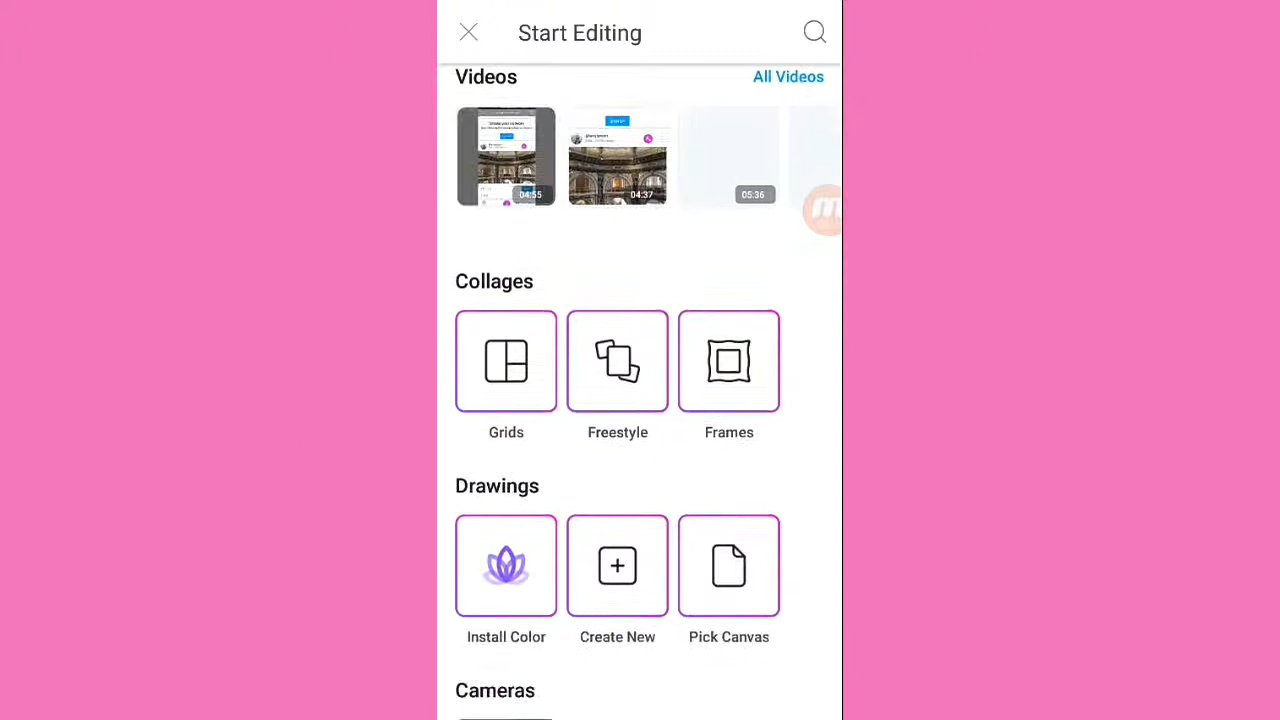 Start Editing
Videos
All Videos
04:55
04:37
05:36
Collages
Grids
Freestyle
Frames
Drawings
Install Color
Create New
Pick Canvas
Cameras